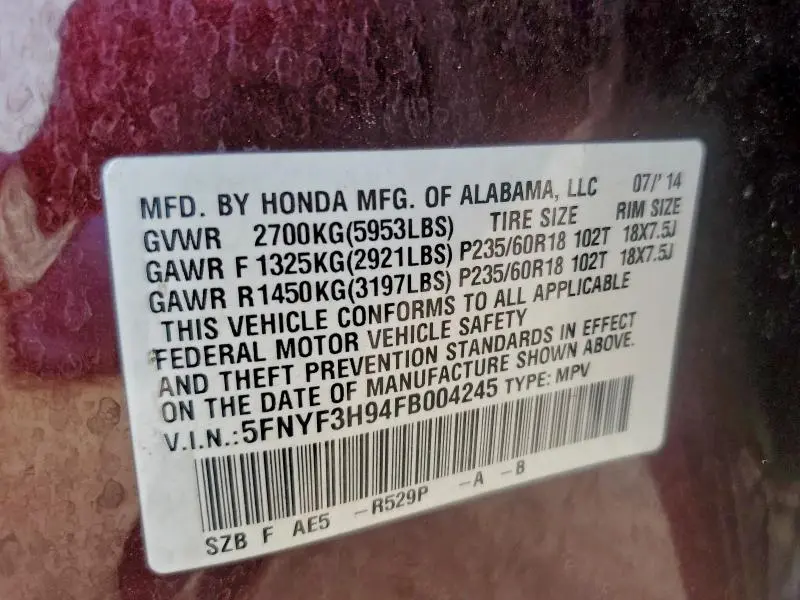 MFD. BY HONDA MFG. OF ALABAMA, LLC 07/'14
GVWR 2700KG(5953LBS) TIRE SIZE RIM SIZE
GAWR F 1325KG(2921LBS) P235/60R18 102T 18X7.5J
GAWR R1450KG(3197LBS) P235/60R18 102T 18X7.5J
THIS VEHICLE CONFORMS TO ALL APPLICABLE
FEDERAL MOTOR VEHICLE SAFETY
AND THEFT PREVENTION STANDARDS IN EFFECT
ON THE DATE OF MANUFACTURE SHOWN ABOVE.
V.I.N.:5FNYF3H94FB004245 TYPE: MPV
SZB F AE5 -R529P -A -B